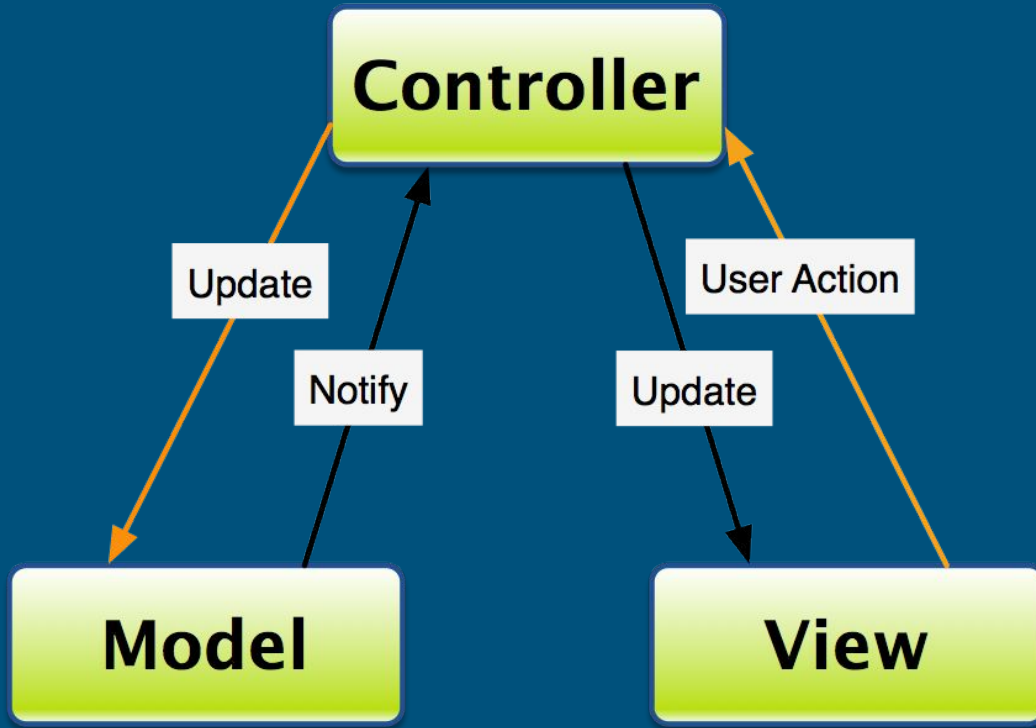 Controller
Update
User Action
Notify
Update
Model
View